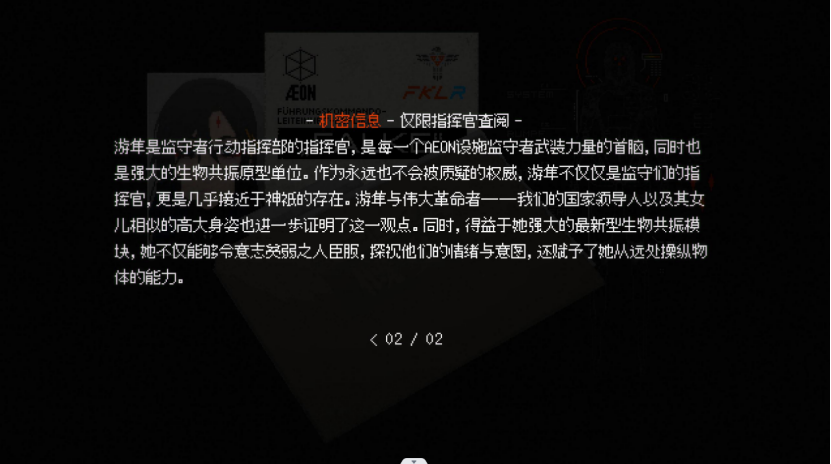 ÆON
FKLR
FÜHRUNGSKOMMANDO-
LEITER
FALKE
- 机密信息 - 仅限指挥官查阅 -
游隼是监守者行动指挥部的指挥官，是每一个AEON设施监守者武装力量的首脑，同时也
是强大的生物共振原型单位。作为永远也不会被质疑的权威，游隼不仅仅是监守们的指
挥官，更是几乎接近于神祇的存在。游隼与伟大革命者——我们的国家领导人以及其女
儿相似的高大身姿也进一步证明了这一观点。同时，得益于她强大的最新型生物共振模
块，她不仅能够令意志薄弱之人臣服，探视他们的情绪与意图，还赋予了她从远处操纵物
体的能力。
< 02 / 02